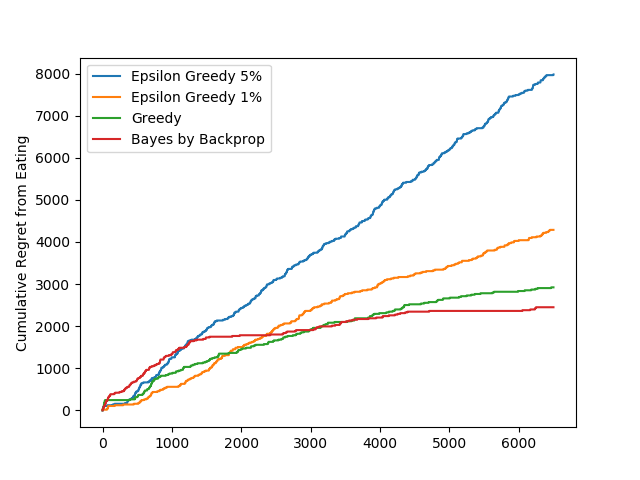 Epsilon Greedy 5%
Epsilon Greedy 1%
Greedy
Bayes by Backprop
Cumulative Regret from Eating
8000
7000
6000
5000
4000
3000
2000
1000
0
0 1000 2000 3000 4000 5000 6000